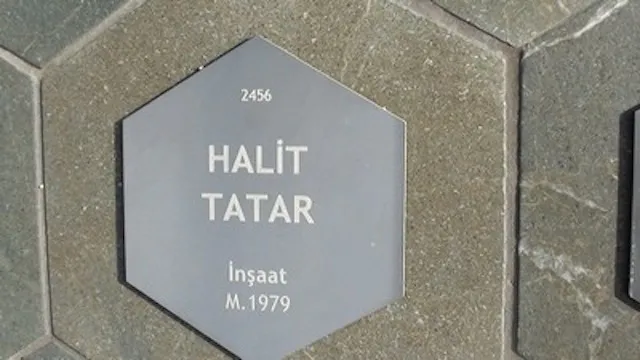 2456
HALİT
TATAR
İnşaat
M.1979